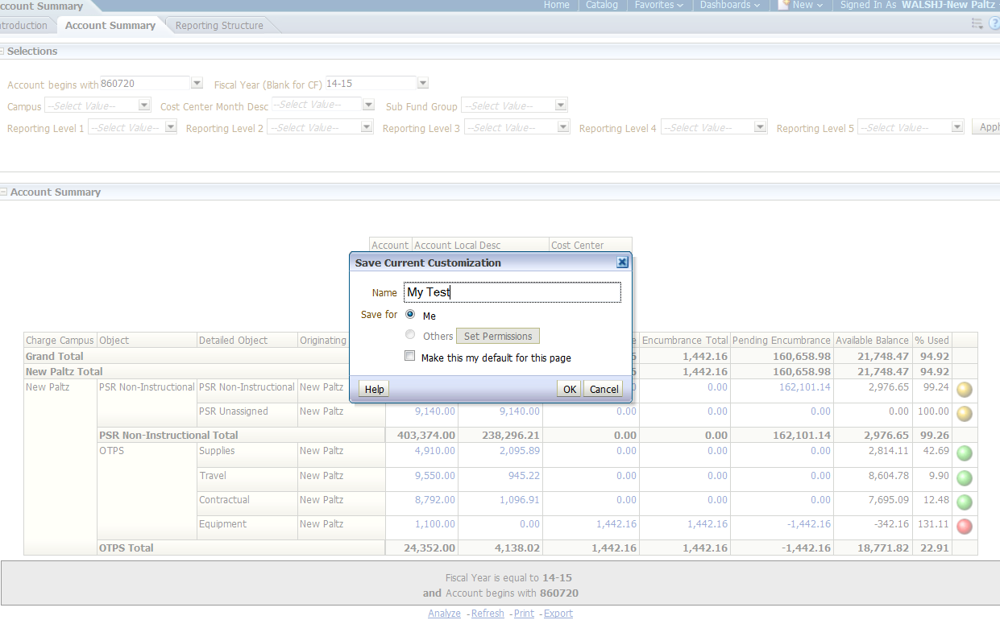 ccount Summary
Home Catalog Favorites Dashboards New Signed In As WALSHJ-New Paltz
ntroduction Account Summary Reporting Structure
Selections
Account begins with 860720 Fiscal Year (Blank for CF) 14-15
Campus --Select Value-- Cost Center Month Desc --Select Value-- Sub Fund Group --Select Value--
Reporting Level 1 --Select Value-- Reporting Level 2 --Select Value-- Reporting Level 3 --Select Value-- Reporting Level 4 --Select Value-- Reporting Level 5 --Select Value-- Appl
Account Summary
Account Account Local Desc Cost Center
Save Current Customization
Name My Test
Save for Me
Others Set Permissions
Make this my default for this page
Help OK Cancel
Charge Campus Object Detailed Object Originating e Encumbrance Total Pending Encumbrance Available Balance % Used
Grand Total 6 1,442.16 160,658.98 21,748.47 94.92
New Paltz Total 6 1,442.16 160,658.98 21,748.47 94.92
New Paltz PSR Non-Instructional PSR Non-Instructional New Paltz 0 0.00 162,101.14 2,976.65 99.24
PSR Unassigned New Paltz 9,140.00 9,140.00 0.00 0.00 0.00 0.00 100.00
PSR Non-Instructional Total 403,374.00 238,296.21 0.00 0.00 162,101.14 2,976.65 99.26
OTPS Supplies New Paltz 4,910.00 2,095.89 0.00 0.00 0.00 2,814.11 42.69
Travel New Paltz 9,550.00 945.22 0.00 0.00 0.00 8,604.78 9.90
Contractual New Paltz 8,792.00 1,096.91 0.00 0.00 0.00 7,695.09 12.48
Equipment New Paltz 1,100.00 0.00 1,442.16 1,442.16 -1,442.16 -342.16 131.11
OTPS Total 24,352.00 4,138.02 1,442.16 1,442.16 -1,442.16 18,771.82 22.91
Fiscal Year is equal to 14-15
and Account begins with 860720
Analyze - Refresh - Print - Export